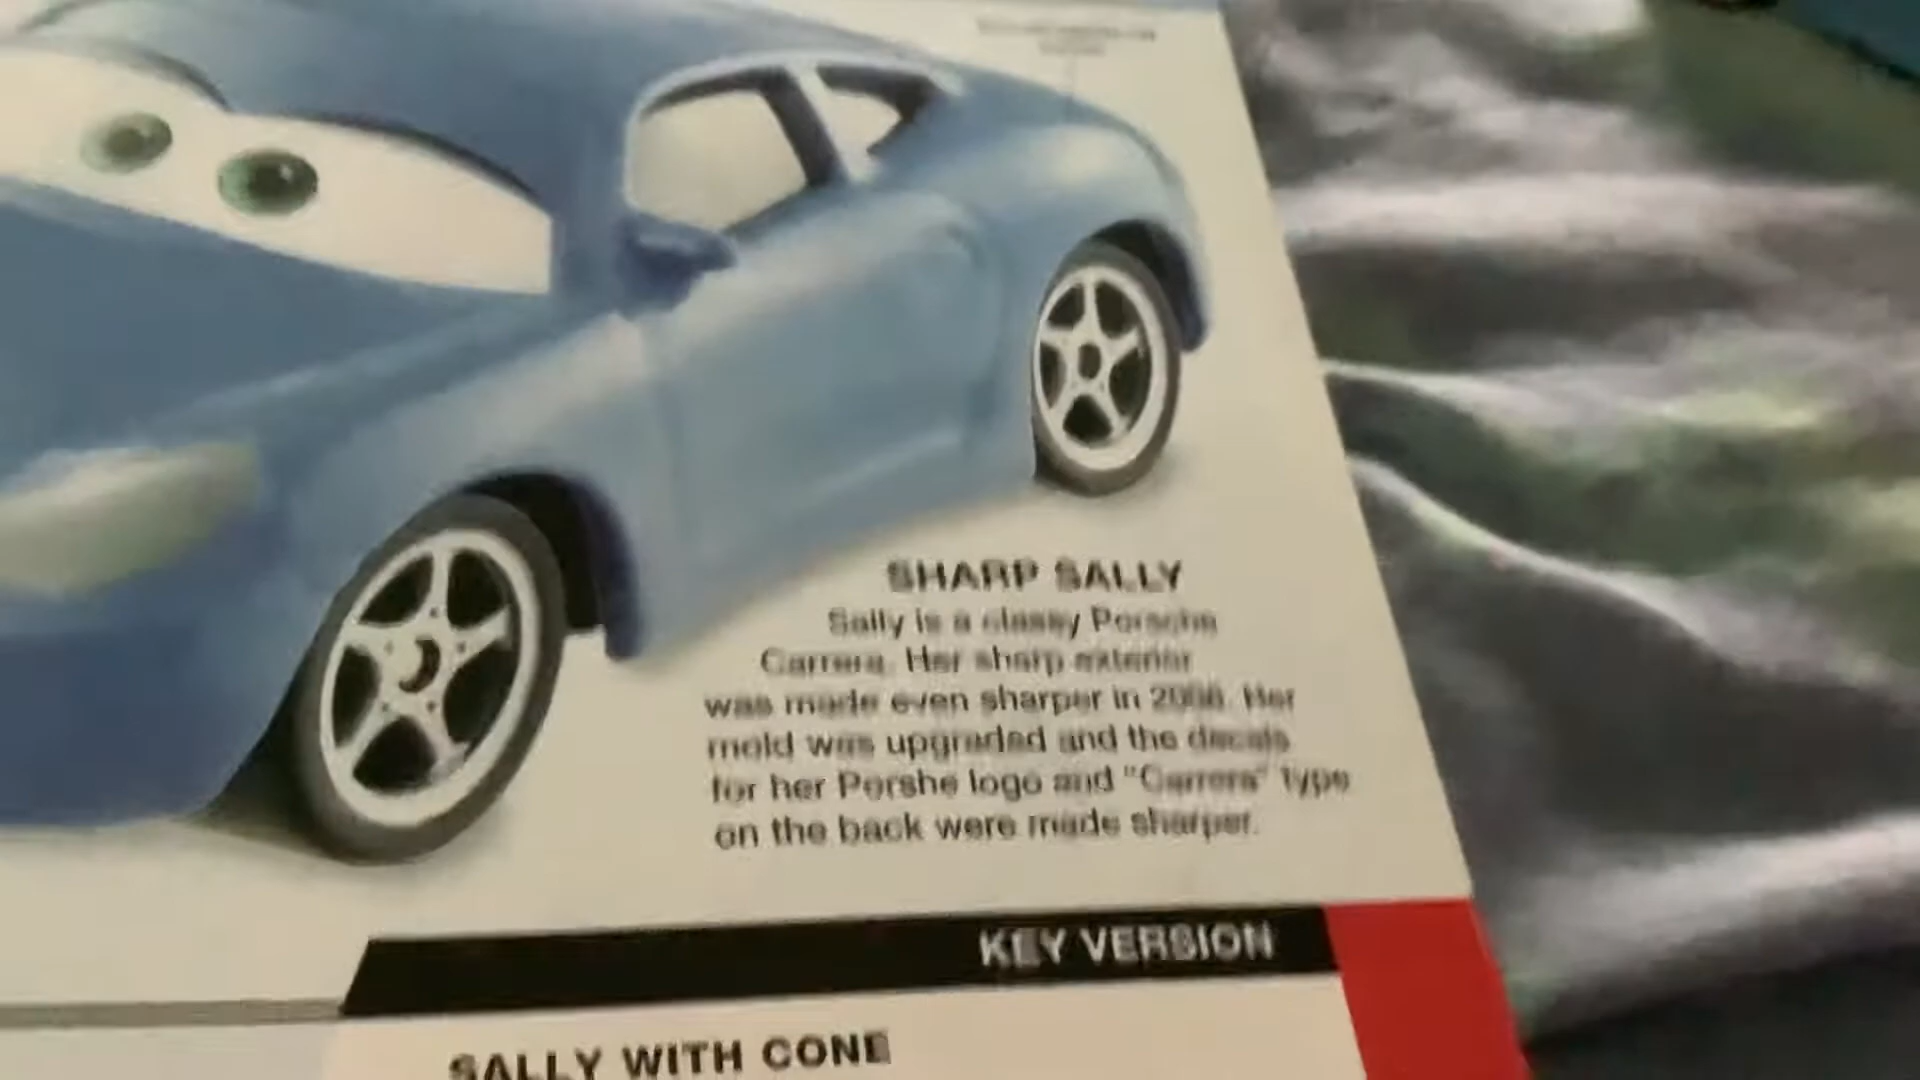 SHARP SALLY
Sally is a classy Porsche
Carrera. Her sharp exterior
was made even sharper in 2008. Her
mold was upgraded and the decals
for her Porshe logo and "Carrera" type
on the back were made sharper.
KEY VERSION
SALLY WITH CONE